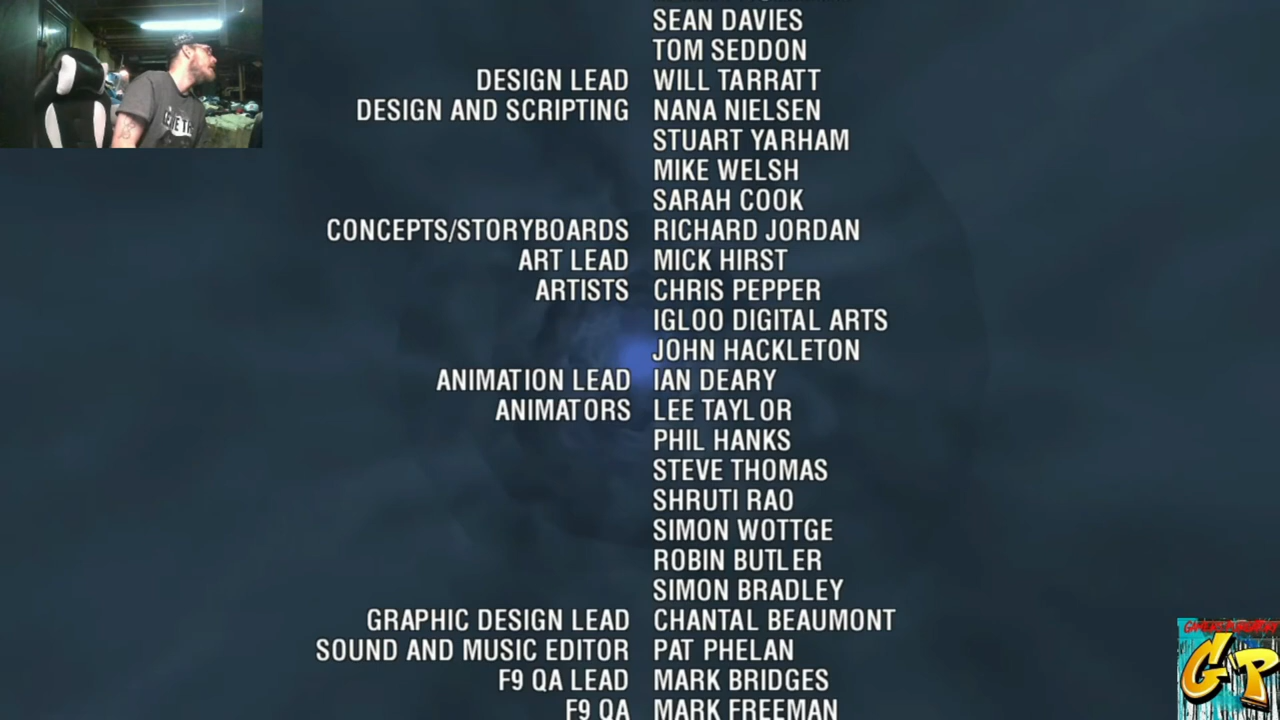 SEAN DAVIES
TOM SEDDON
DESIGN LEAD WILL TARRATT
DESIGN AND SCRIPTING NANA NIELSEN
STUART YARHAM
MIKE WELSH
SARAH COOK
CONCEPTS/STORYBOARDS RICHARD JORDAN
ART LEAD MICK HIRST
ARTISTS CHRIS PEPPER
IGLOO DIGITAL ARTS
JOHN HACKLETON
ANIMATION LEAD IAN DEARY
ANIMATORS LEE TAYLOR
PHIL HANKS
STEVE THOMAS
SHRUTI RAO
SIMON WOTTGE
ROBIN BUTLER
SIMON BRADLEY
GRAPHIC DESIGN LEAD CHANTAL BEAUMONT
SOUND AND MUSIC EDITOR PAT PHELAN
F9 QA LEAD MARK BRIDGES
F9 QA MARK FREEMAN
GP